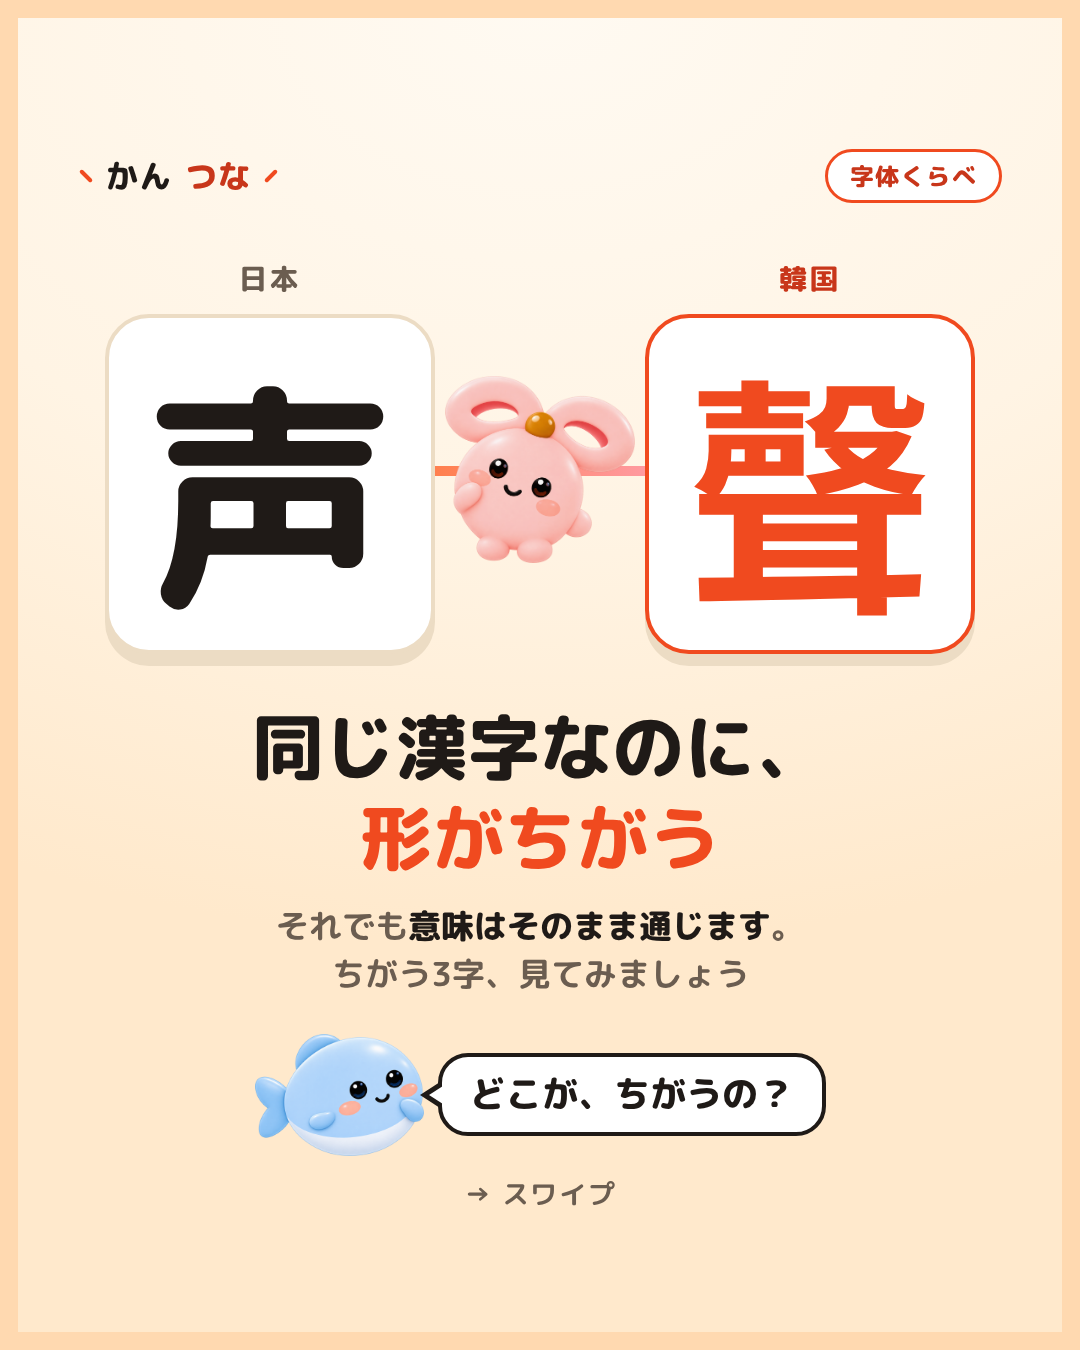 かん つな
字体くらべ
日本
韓国
声
聲
同じ漢字なのに、
形がちがう
それでも意味はそのまま通じます。
ちがう3字、見てみましょう
どこが、ちがうの？
→ スワイプ